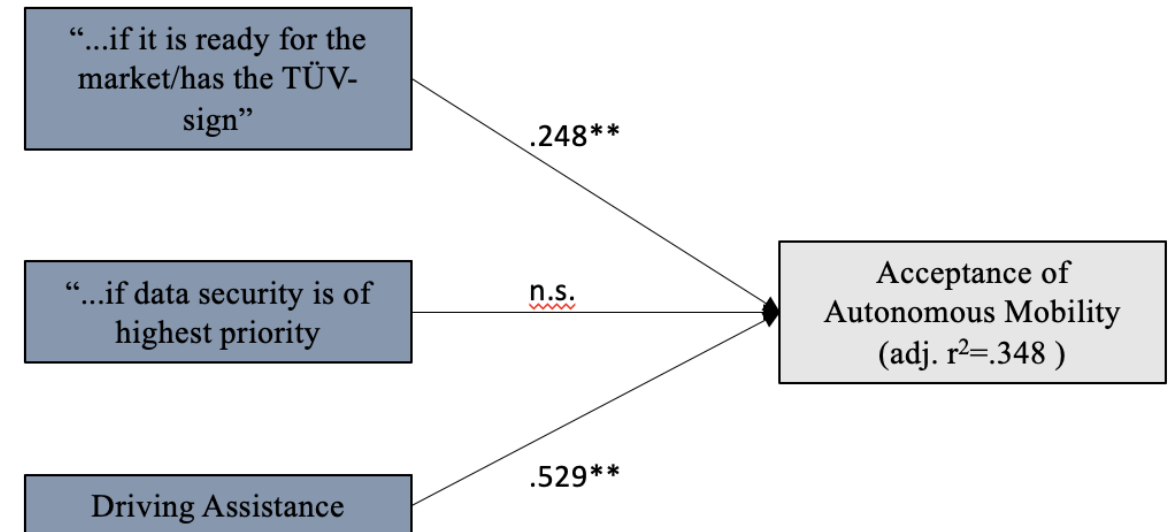 “...if it is ready for the
market/has the TÜV-
sign”
.248**
“...if data security is of
highest priority
n.s.
Acceptance of
Autonomous Mobility
(adj. r²=.348 )
.529**
Driving Assistance